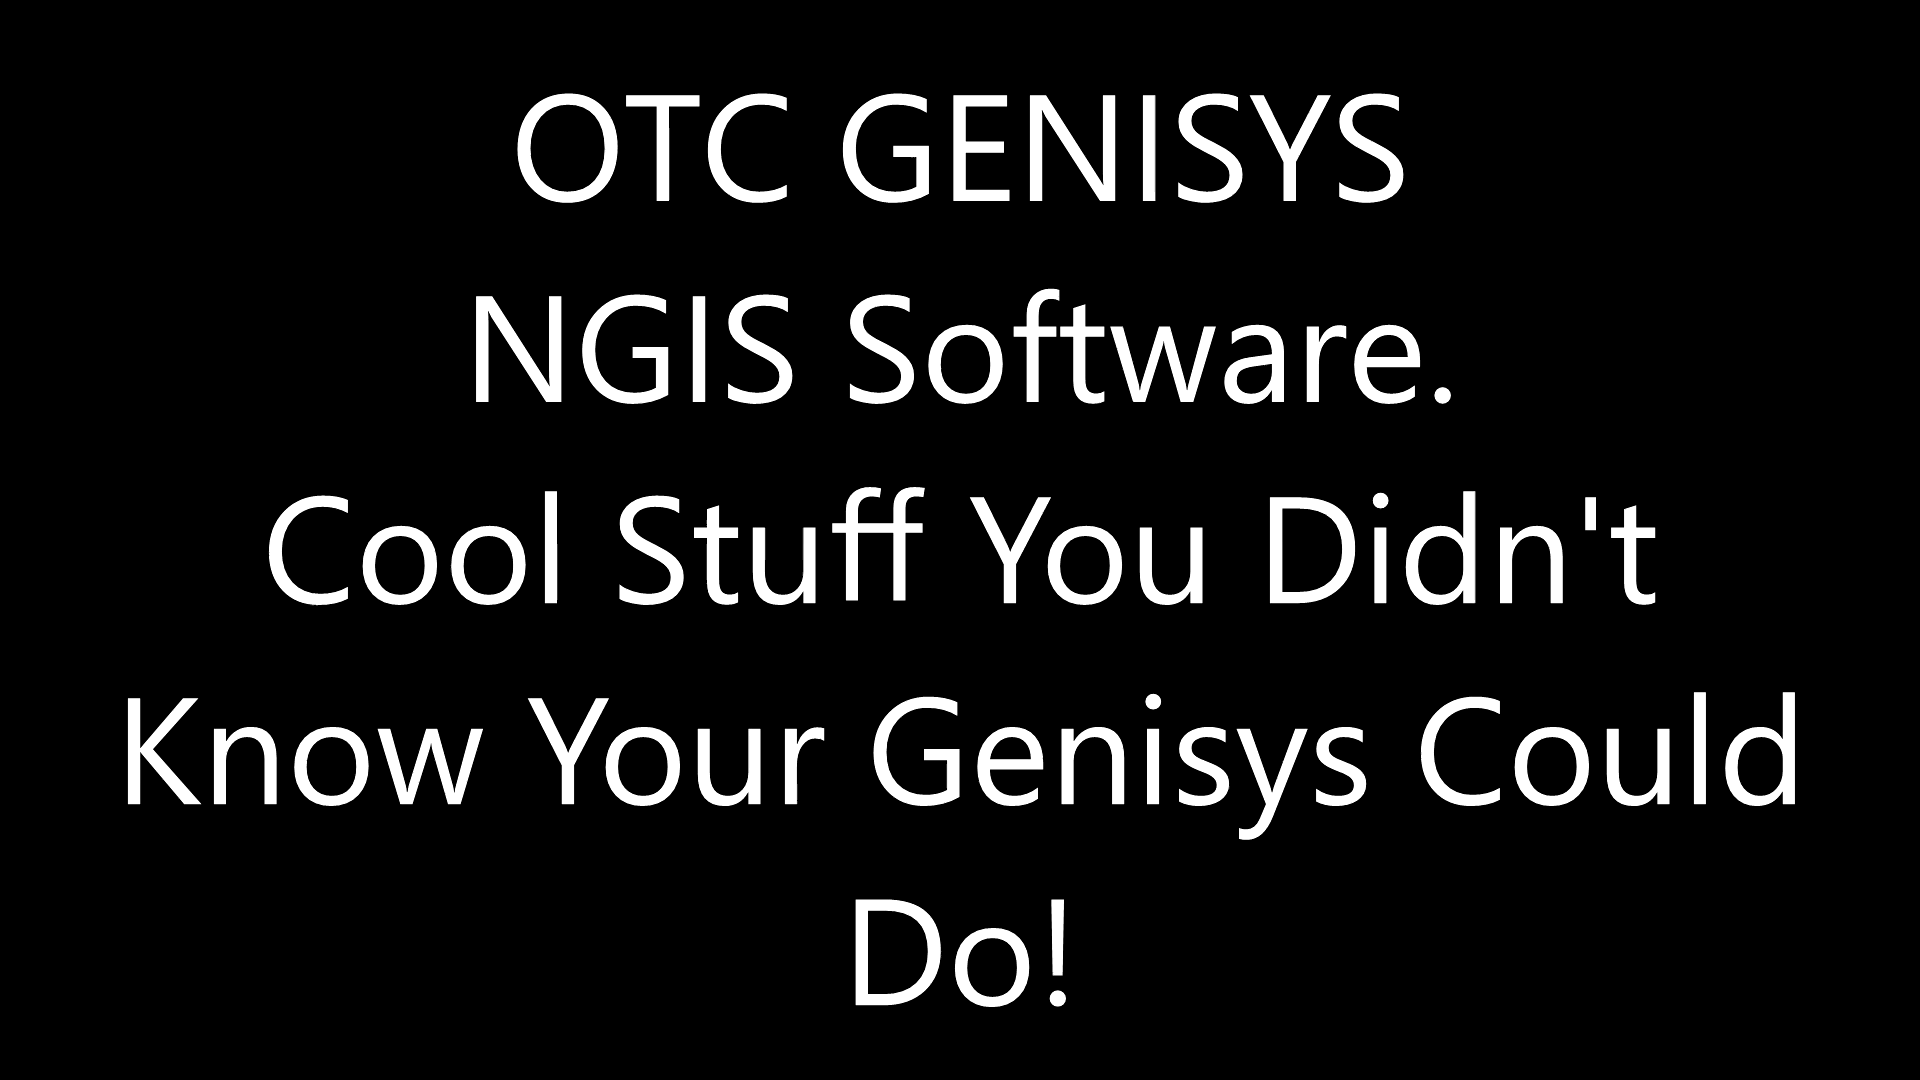 OTC GENISYS
NGIS Software.
Cool Stuff You Didn't
Know Your Genisys Could
Do!